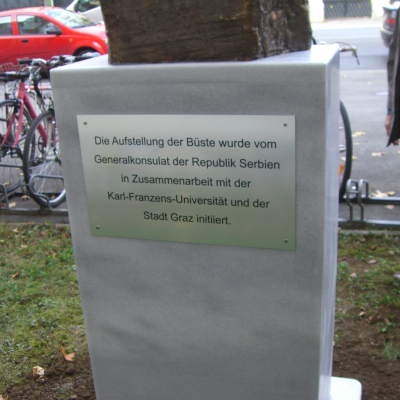 Die Aufstellung der Büste wurde vom
Generalkonsulat der Republik Serbien
in Zusammenarbeit mit der
Karl-Franzens-Universität und der
Stadt Graz initiiert.